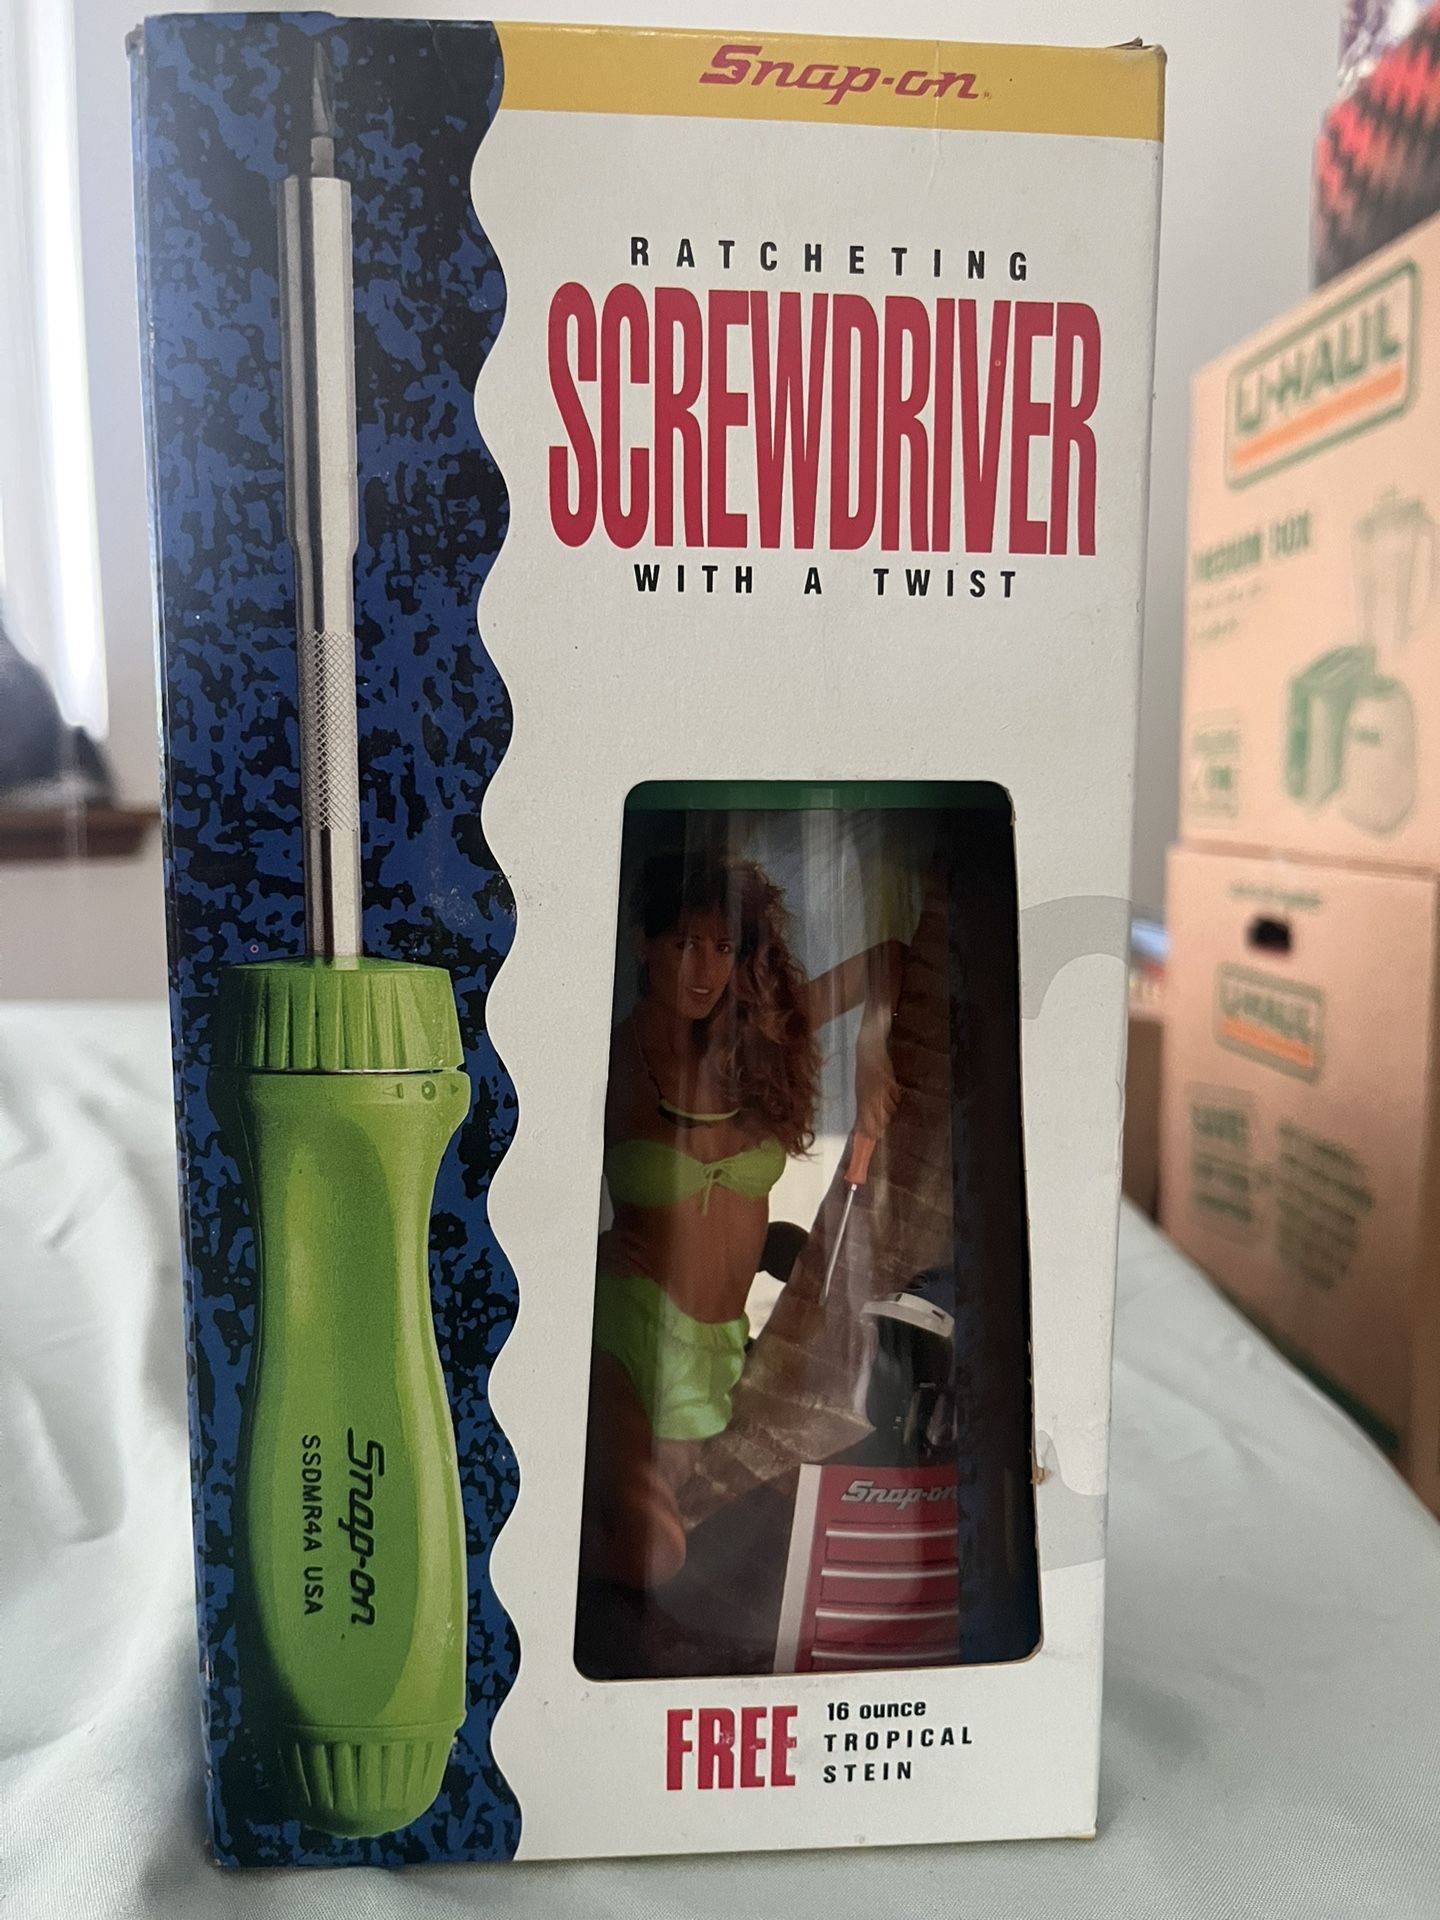 Snap-on
RATCHETING
SCREWDRIVER
WITH A TWIST
Snap-on
SSDMR4A USA
Snap-on
FREE
16 ounce
TROPICAL
STEIN
U-HAUL
BOX
U-HAUL